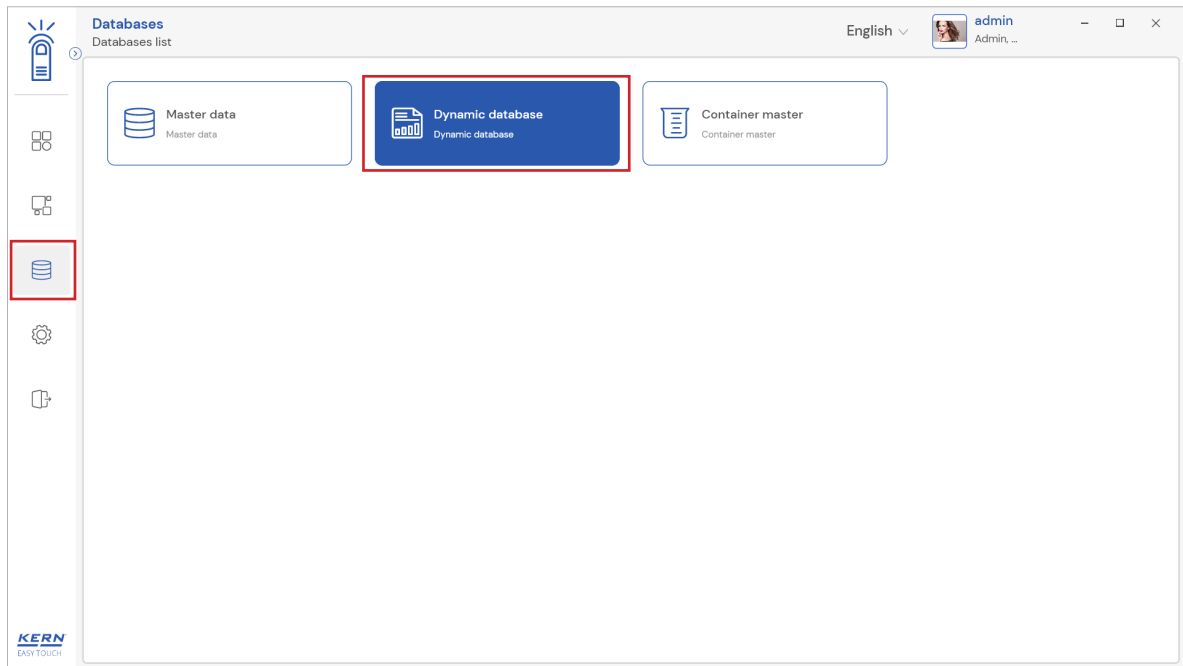 Databases
Databases list
English
admin
Admin, ...
Master data
Master data
Dynamic database
Dynamic database
Container master
Container master
KERN
EASY TOUCH